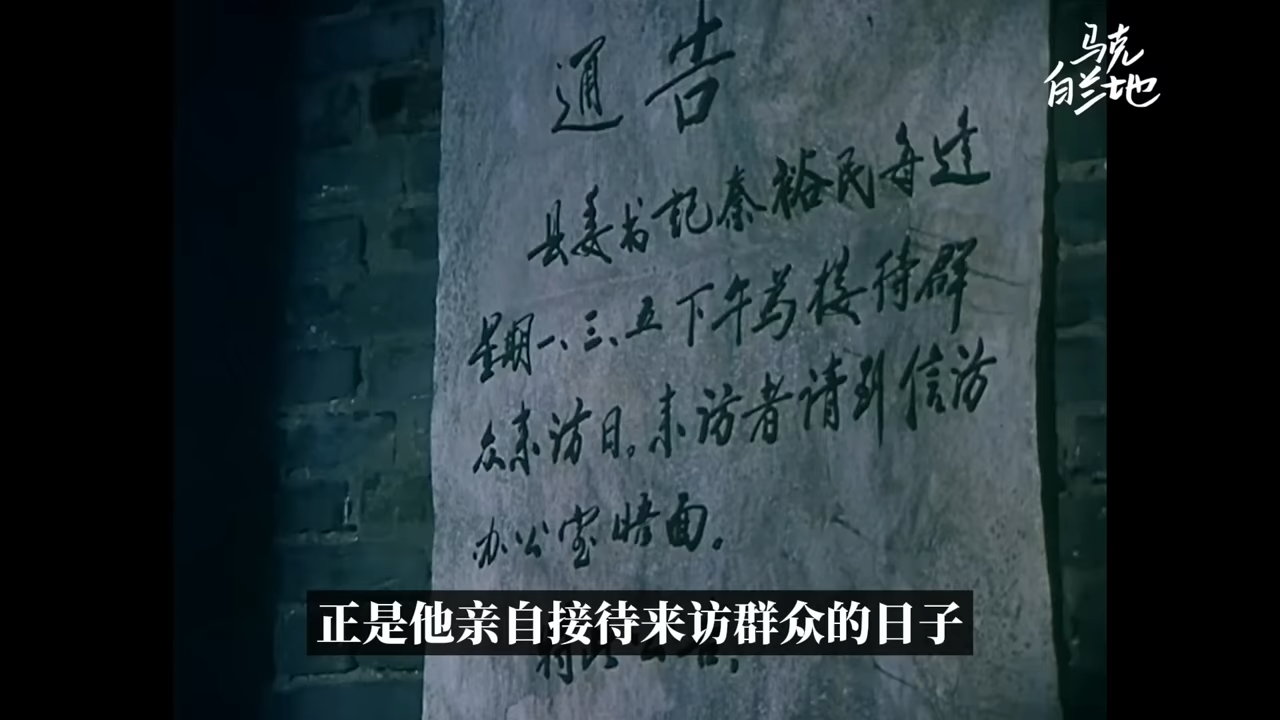 马克
白兰地
通告
县委书记秦裕民每逢
星期一、三、五下午为接待群
众来访日。来访者请到信访
办公室晤面。
正是他亲自接待来访群众的日子